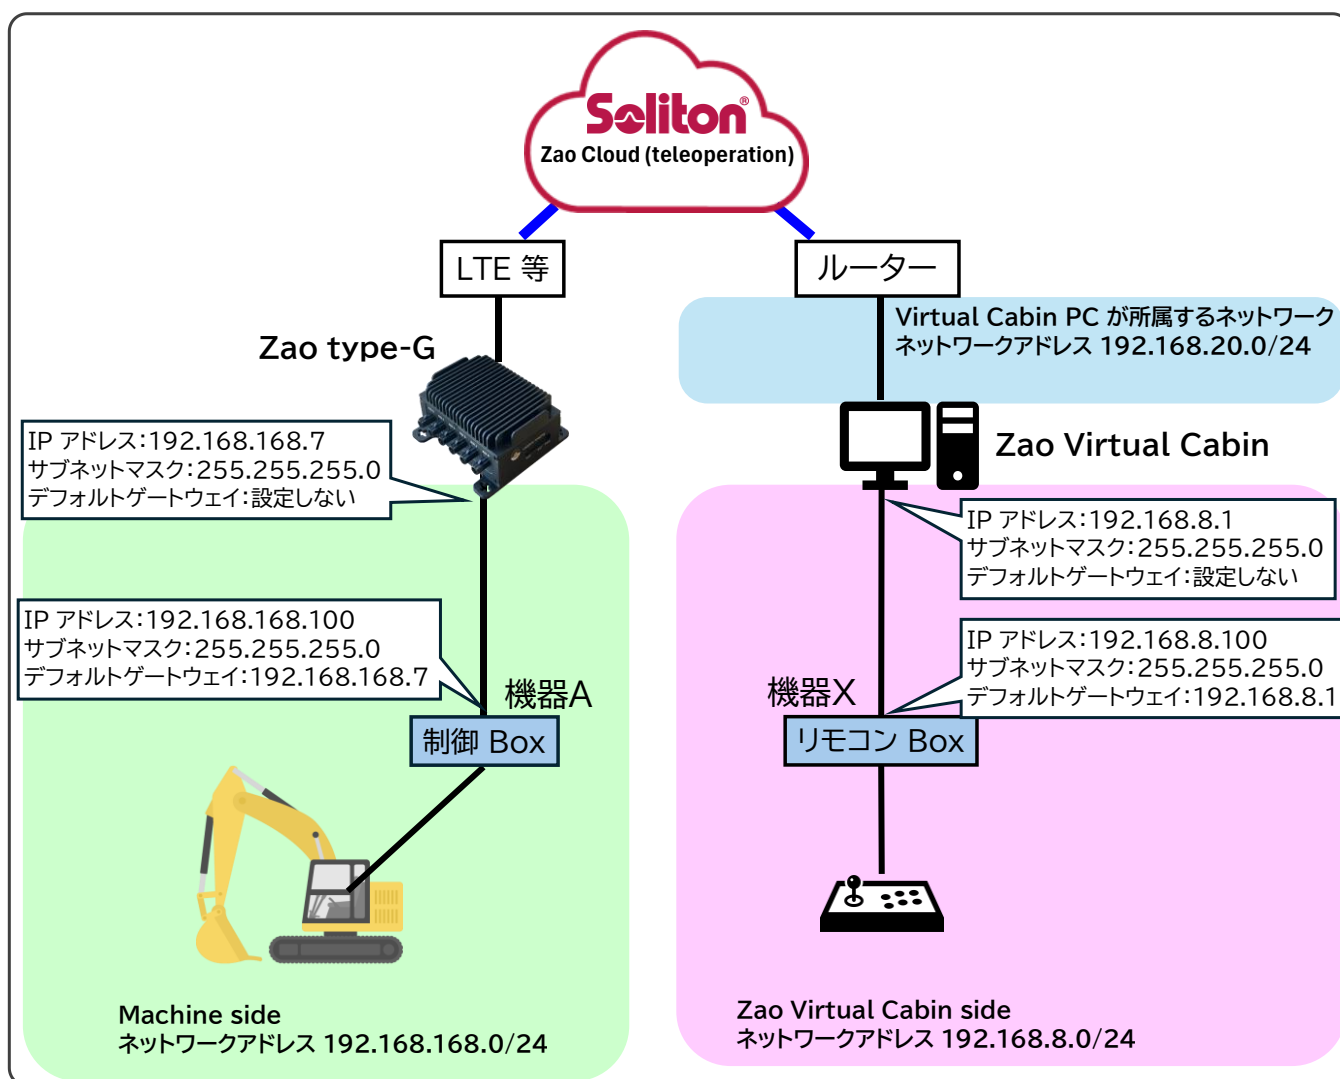 Soliton®
Zao Cloud (teleoperation)
LTE 等
ルーター
Virtual Cabin PC が所属するネットワーク
ネットワークアドレス 192.168.20.0/24
Zao type-G
Zao Virtual Cabin
IP アドレス:192.168.168.7
サブネットマスク:255.255.255.0
デフォルトゲートウェイ:設定しない
IP アドレス:192.168.8.1
サブネットマスク:255.255.255.0
デフォルトゲートウェイ:設定しない
IP アドレス:192.168.168.100
サブネットマスク:255.255.255.0
デフォルトゲートウェイ:192.168.168.7
IP アドレス:192.168.8.100
サブネットマスク:255.255.255.0
デフォルトゲートウェイ:192.168.8.1
機器A
制御 Box
機器X
リモコン Box
Machine side
ネットワークアドレス 192.168.168.0/24
Zao Virtual Cabin side
ネットワークアドレス 192.168.8.0/24